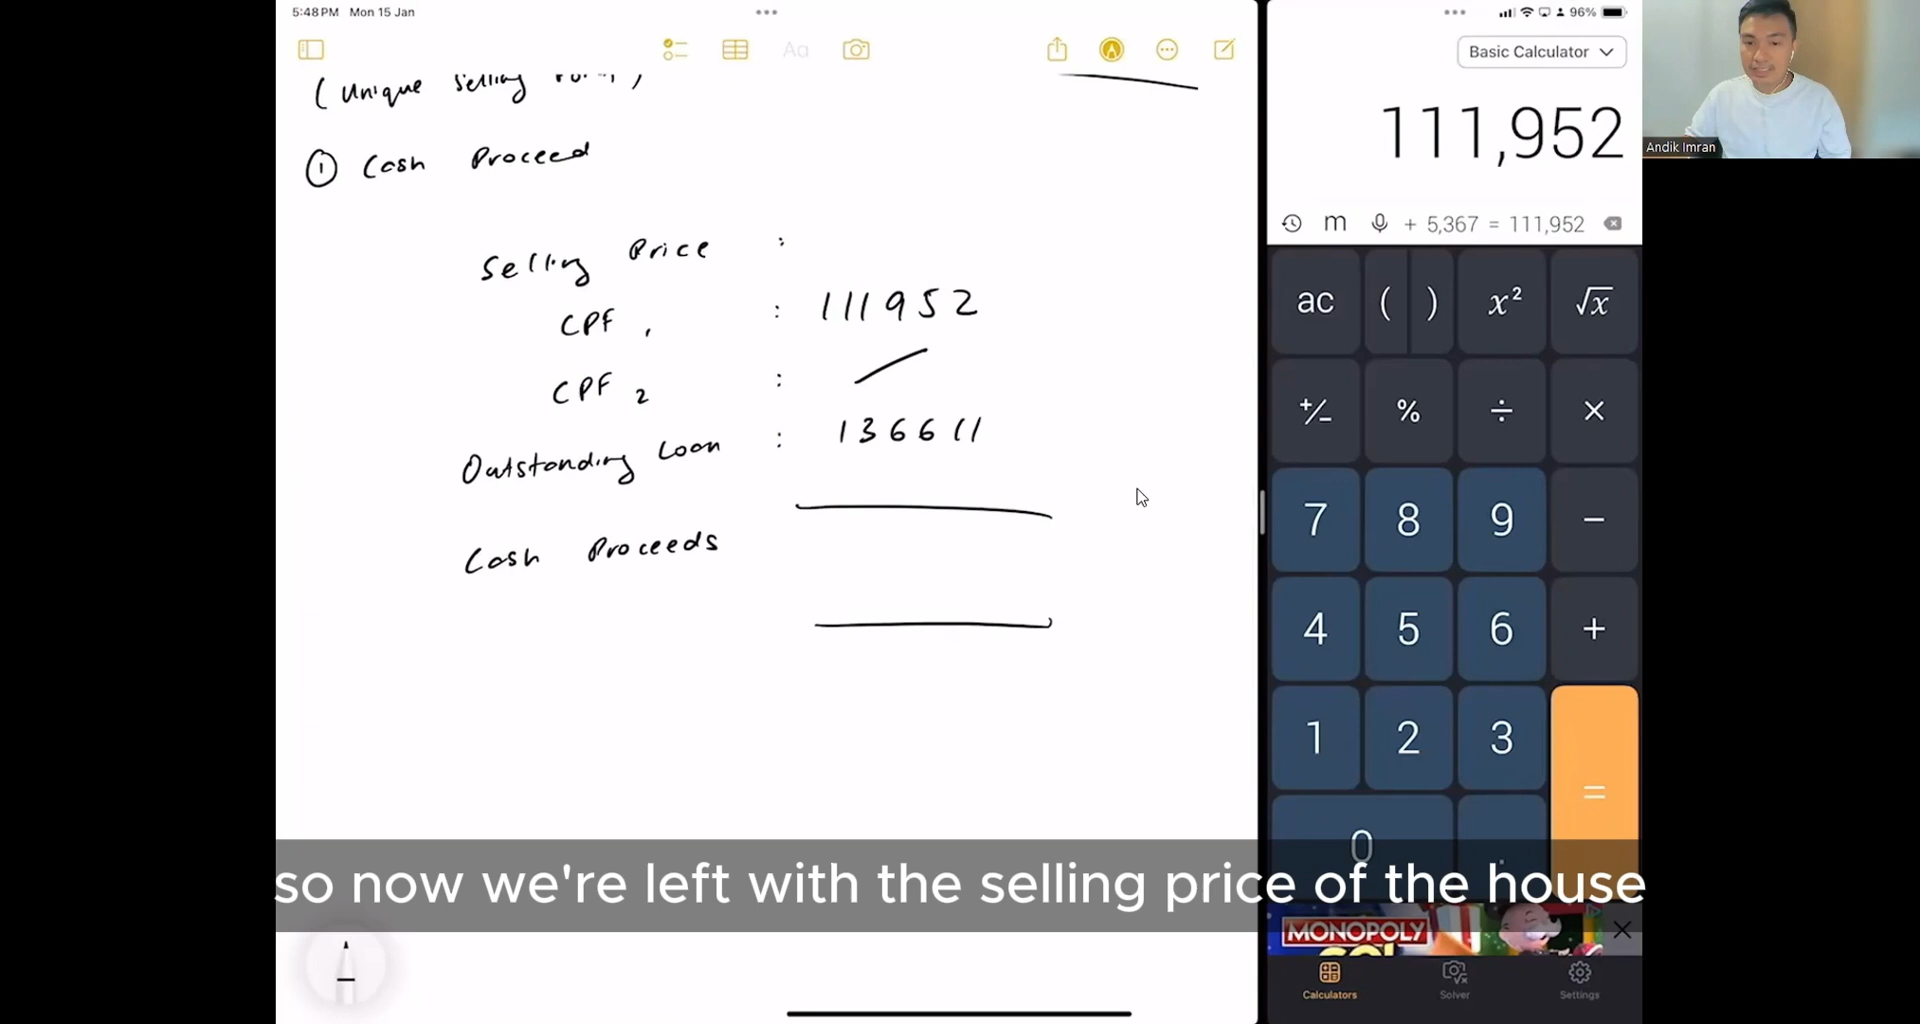 5:48 PM Mon 15 Jan
96%
Aa
Basic Calculator
(Unique Selling
111,952
Andik Imran
① Cash Proceed
m + 5,367 = 111,952
Selling Price :
CPF 1 : 111952
CPF 2 :
Outstanding Loan : 136611
Cash Proceeds
ac ( ) x² √x
+/− % ÷ ×
7 8 9 −
4 5 6 +
1 2 3
0 . =
so now we're left with the selling price of the house
MONOPOLY
GO!
Calculators Solver Settings